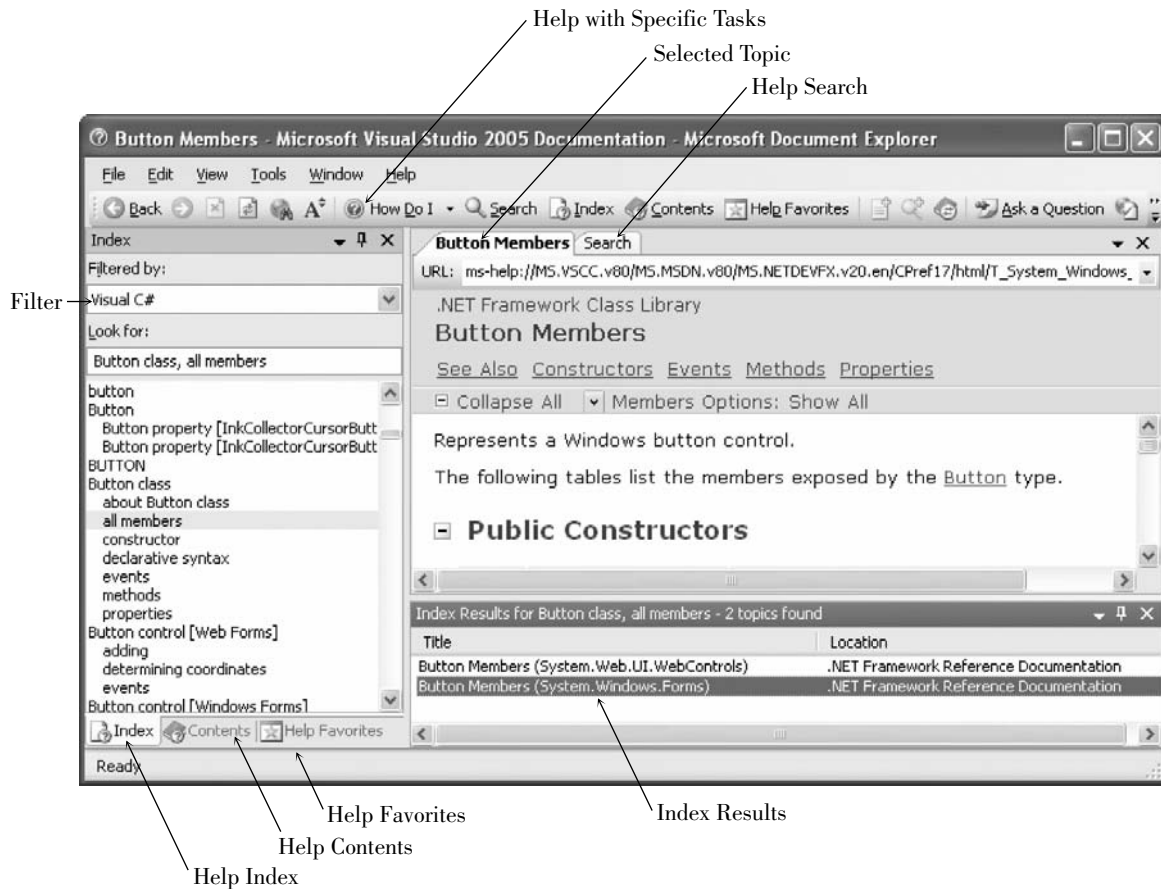 Help with Specific Tasks
Selected Topic
Help Search
Button Members - Microsoft Visual Studio 2005 Documentation - Microsoft Document Explorer
File Edit View Tools Window Help
Back How Do I Search Index Contents Help Favorites Ask a Question
Index
Filtered by:
Filter
Visual C#
Look for:
Button class, all members
button
Button
Button property [InkCollectorCursorButt
Button property [InkCollectorCursorButt
BUTTON
Button class
about Button class
all members
constructor
declarative syntax
events
methods
properties
Button control [Web Forms]
adding
determining coordinates
events
Button control [Windows Forms]
Index Contents Help Favorites
Button Members Search
URL: ms-help://MS.VSCC.v80/MS.MSDN.v80/MS.NETDEVFX.v20.en/CPref17/html/T_System_Windows_
.NET Framework Class Library
Button Members
See Also Constructors Events Methods Properties
Collapse All Members Options: Show All
Represents a Windows button control.
The following tables list the members exposed by the Button type.
Public Constructors
Index Results for Button class, all members - 2 topics found
Title Location
Button Members (System.Web.UI.WebControls) .NET Framework Reference Documentation
Button Members (System.Windows.Forms) .NET Framework Reference Documentation
Ready
Help Favorites
Index Results
Help Contents
Help Index